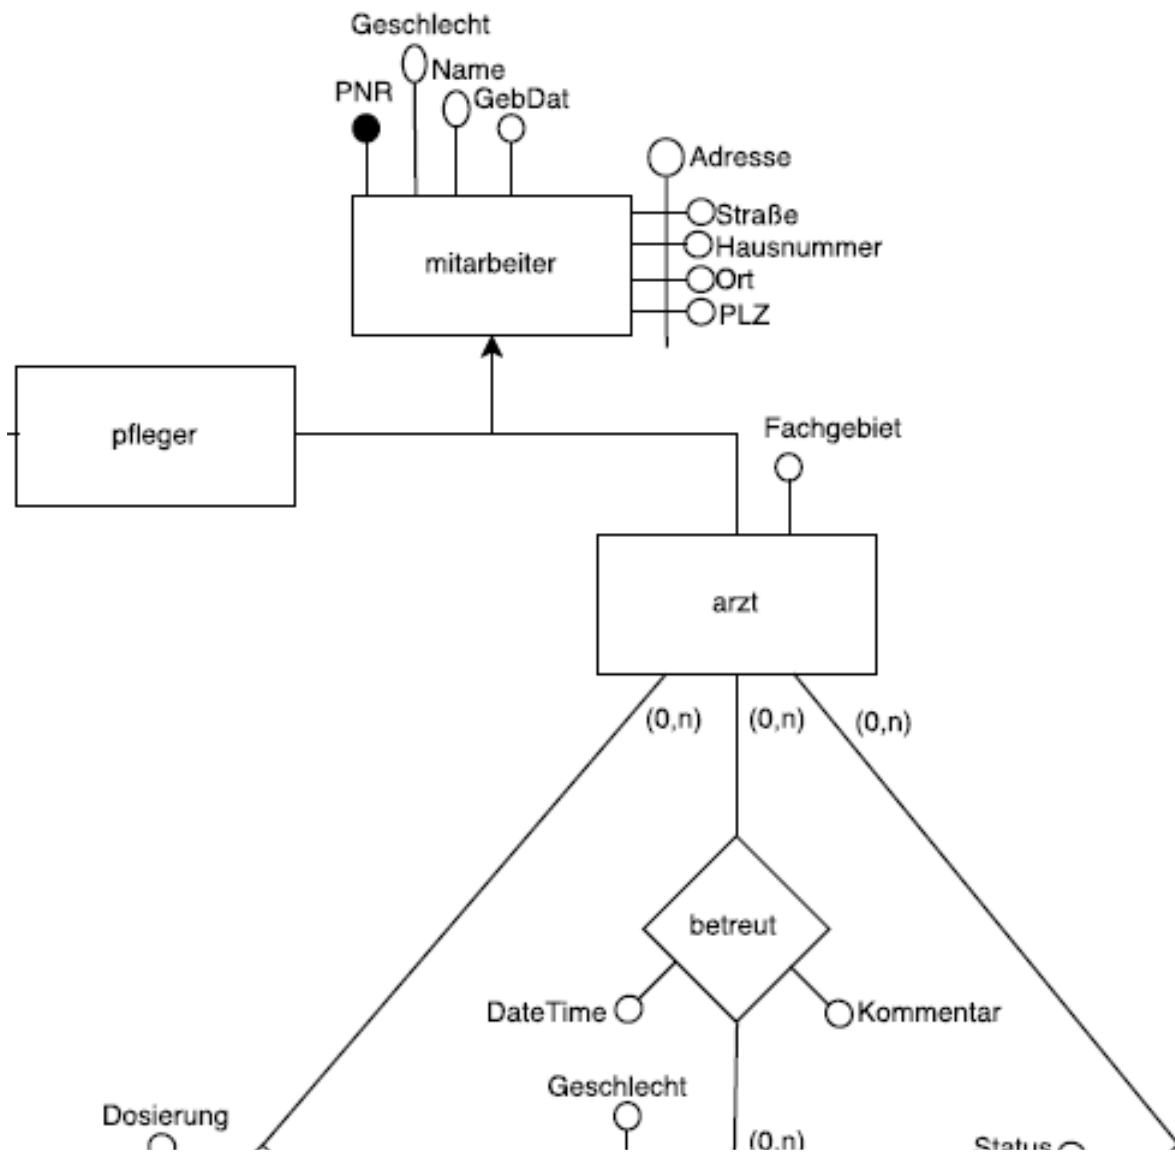 Geschlecht
Name
PNR
GebDat
Adresse
Straße
Hausnummer
Ort
PLZ
mitarbeiter
pfleger
Fachgebiet
arzt
(0,n)
(0,n)
(0,n)
betreut
DateTime
Kommentar
Geschlecht
Dosierung
(0,n)
Status